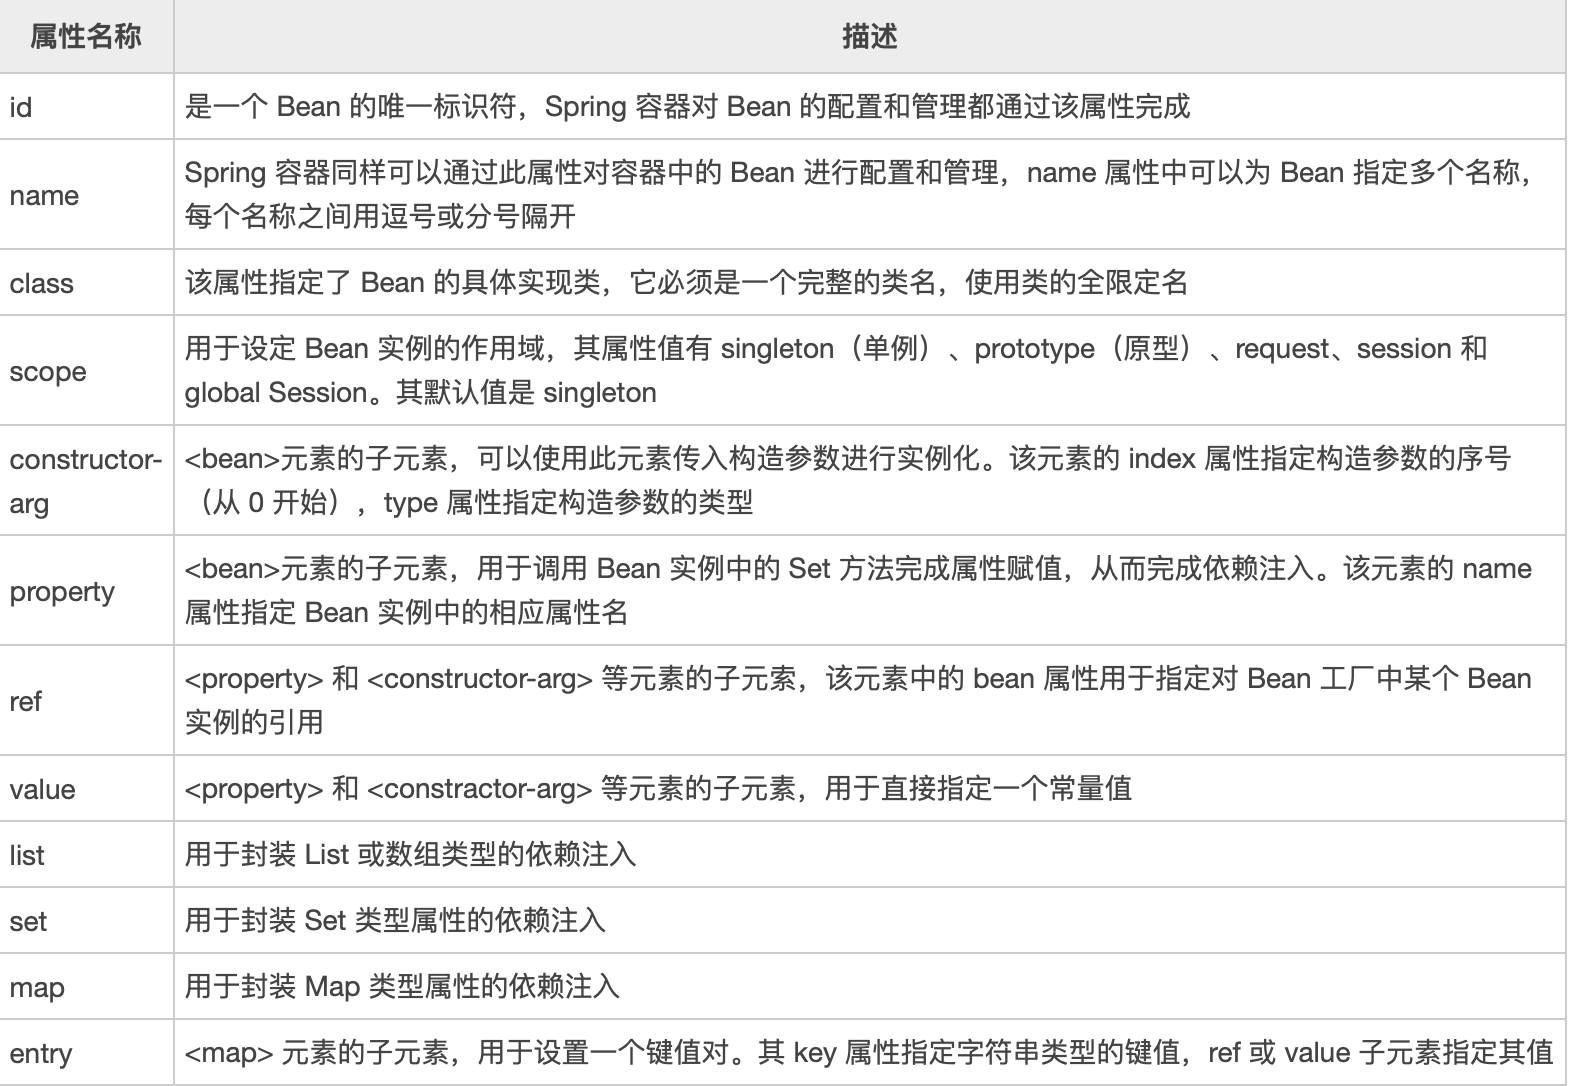 属性名称
描述
id
是一个 Bean 的唯一标识符，Spring 容器对 Bean 的配置和管理都通过该属性完成
name
Spring 容器同样可以通过此属性对容器中的 Bean 进行配置和管理，name 属性中可以为 Bean 指定多个名称，
每个名称之间用逗号或分号隔开
class
该属性指定了 Bean 的具体实现类，它必须是一个完整的类名，使用类的全限定名
scope
用于设定 Bean 实例的作用域，其属性值有 singleton（单例）、prototype（原型）、request、session 和
global Session。其默认值是 singleton
constructor-
arg
<bean>元素的子元素，可以使用此元素传入构造参数进行实例化。该元素的 index 属性指定构造参数的序号
（从 0 开始），type 属性指定构造参数的类型
property
<bean>元素的子元素，用于调用 Bean 实例中的 Set 方法完成属性赋值，从而完成依赖注入。该元素的 name
属性指定 Bean 实例中的相应属性名
ref
<property> 和 <constructor-arg> 等元素的子元索，该元素中的 bean 属性用于指定对 Bean 工厂中某个 Bean
实例的引用
value
<property> 和 <constractor-arg> 等元素的子元素，用于直接指定一个常量值
list
用于封装 List 或数组类型的依赖注入
set
用于封装 Set 类型属性的依赖注入
map
用于封装 Map 类型属性的依赖注入
entry
<map> 元素的子元素，用于设置一个键值对。其 key 属性指定字符串类型的键值，ref 或 value 子元素指定其值